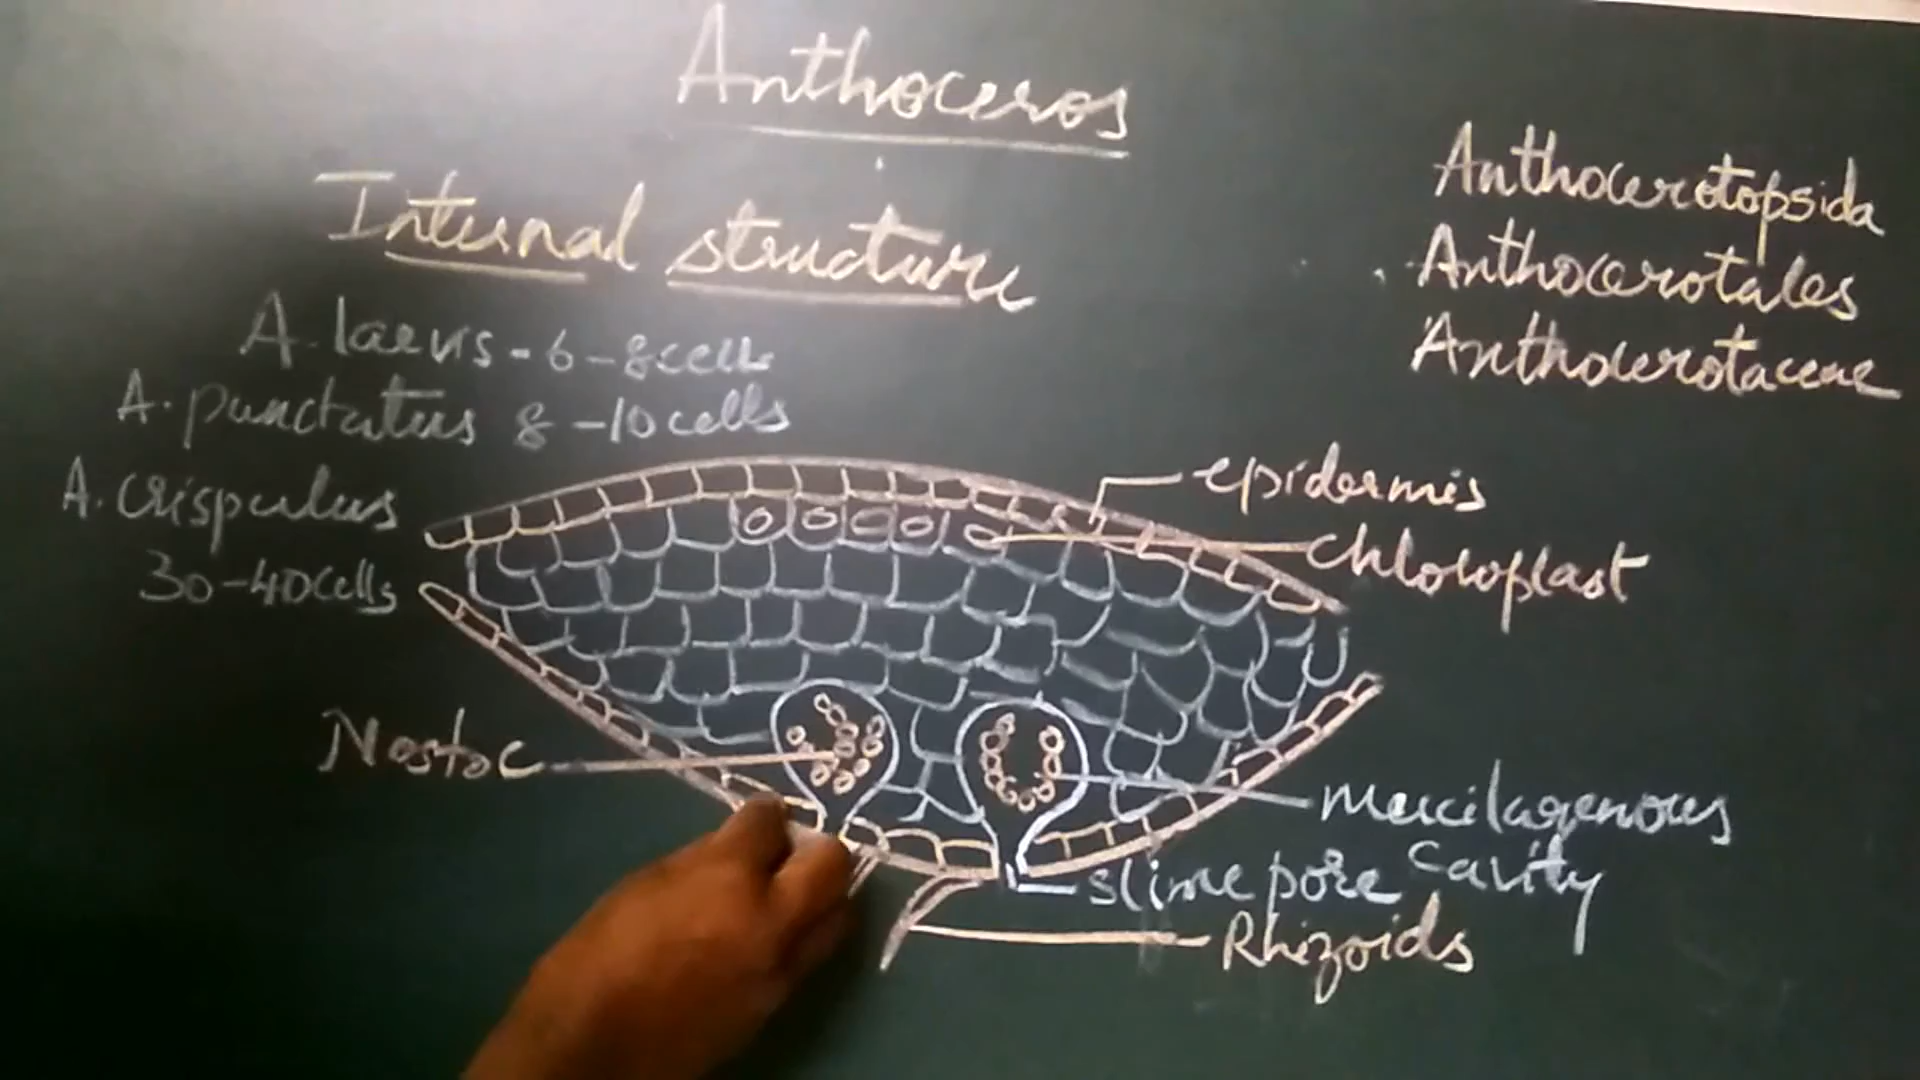 Anthoceros
Internal structure
A. laevis - 6-8 cells
A. punctatus 8-10 cells
A. crispulus
30-40 cells
Anthocerotopsida
Anthocerotales
Anthocerotaceae
epidermis
chloroplast
Nostoc
Mucilagenous
cavity
slime pore
Rhizoids